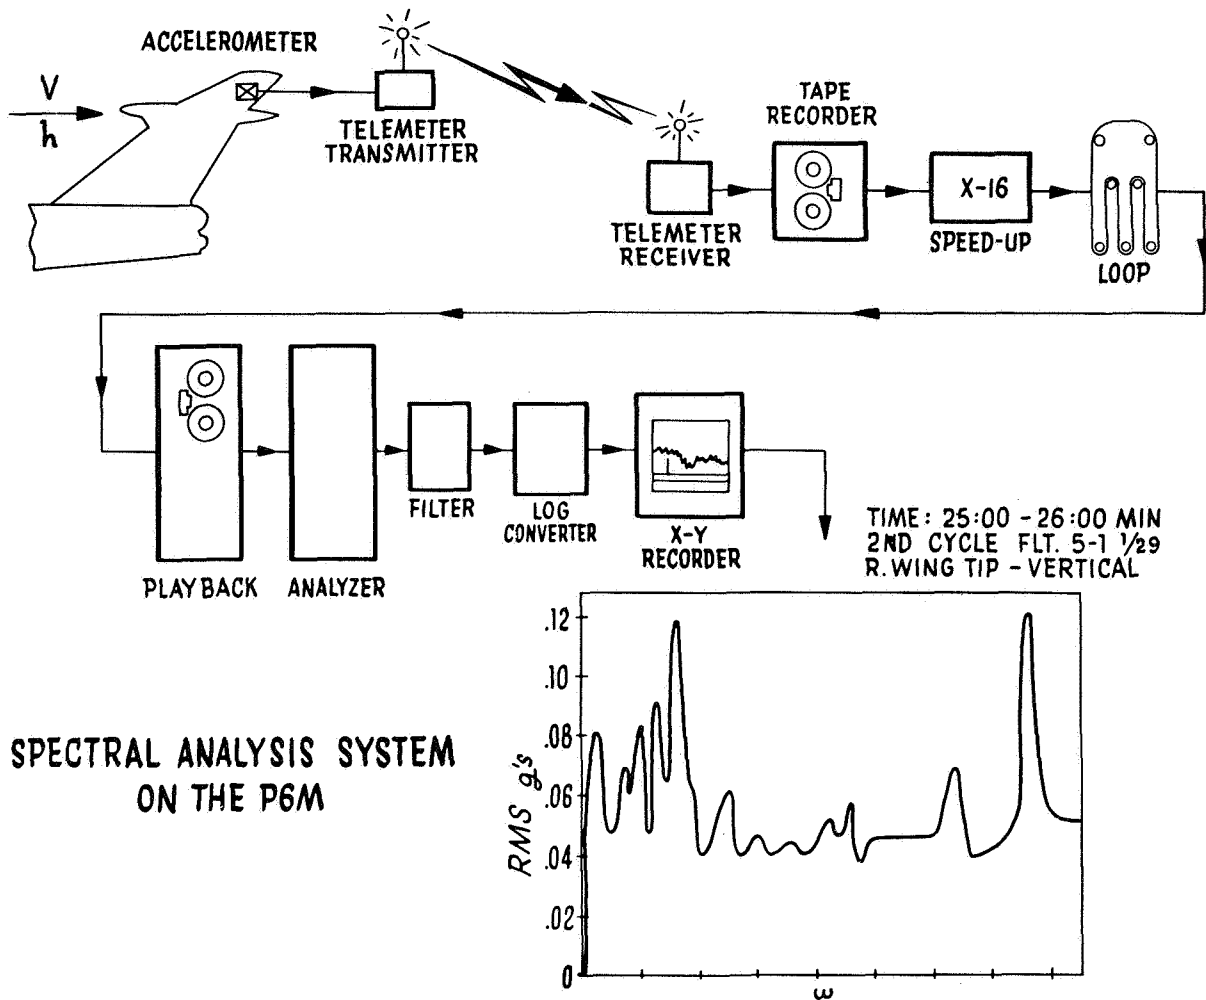 ACCELEROMETER
V
h
TELEMETER
TRANSMITTER
TELEMETER
RECEIVER
TAPE
RECORDER
X-16
SPEED-UP
LOOP
PLAYBACK
ANALYZER
FILTER
LOG
CONVERTER
X-Y
RECORDER
TIME: 25:00 - 26:00 MIN
2ND CYCLE FLT. 5-1 1/29
R. WING TIP - VERTICAL
SPECTRAL ANALYSIS SYSTEM
ON THE P6M
RMS g's
.12
.10
.08
.06
.04
.02
0
ω